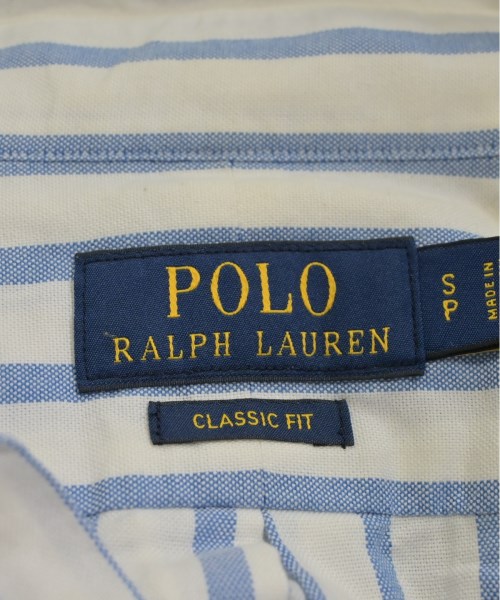 POLO
RALPH LAUREN
CLASSIC FIT
S
P
MADE IN